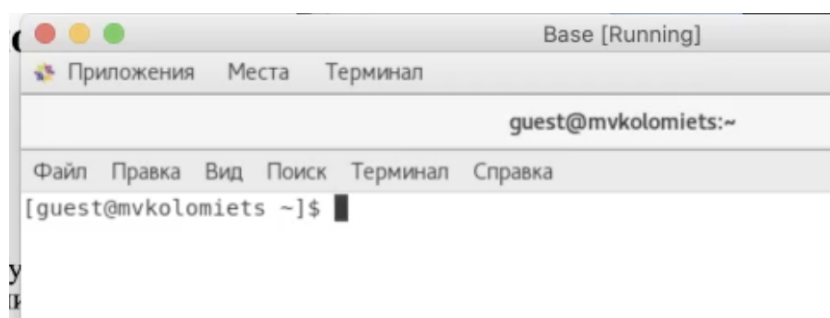 Base [Running]
Приложения Места Терминал
guest@mvkolomiets:~
Файл Правка Вид Поиск Терминал Справка
[guest@mvkolomiets ~]$